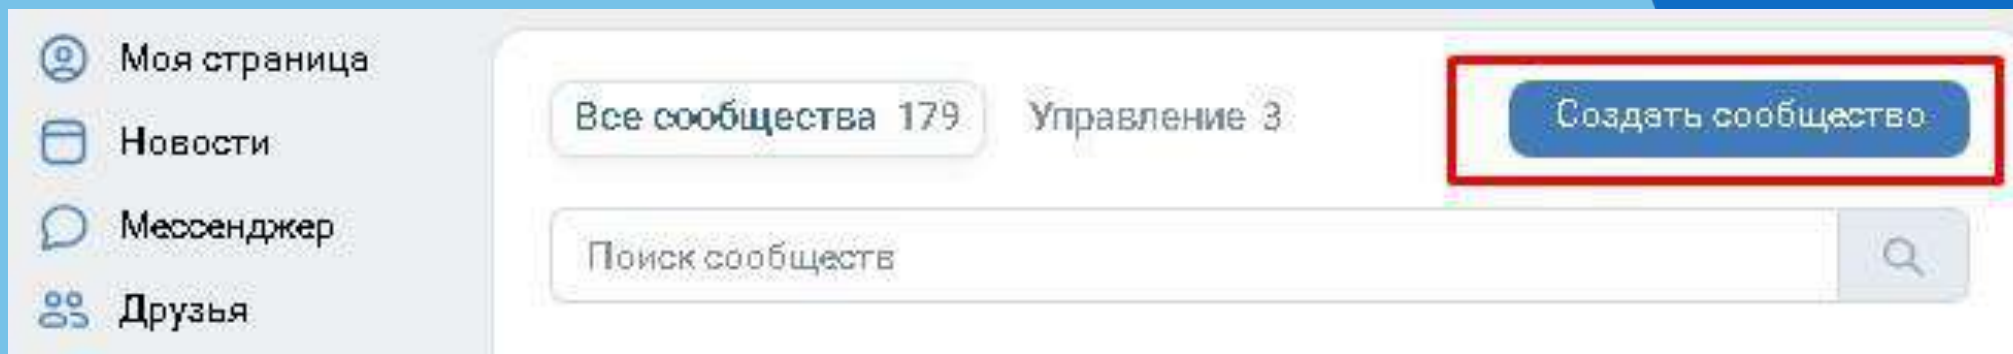 Моя страница
Новости
Мессенджер
Друзья
Все сообщества 179
Управление 3
Создать сообщество
Поиск сообществ